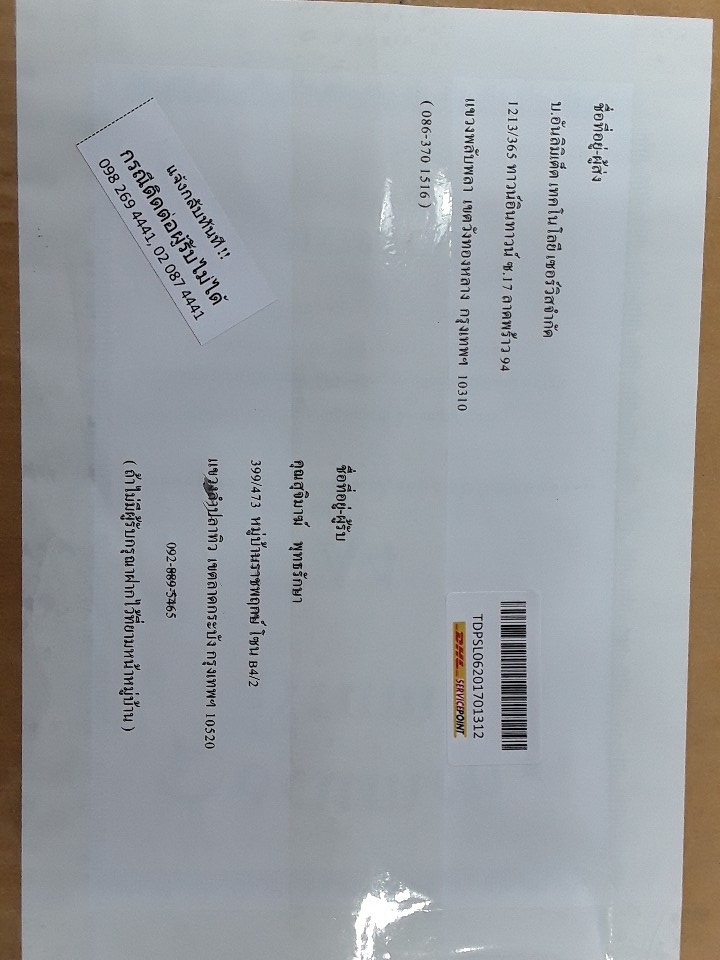 ชื่อที่อยู่-ผู้ส่ง
บ.อันลิมิเต็ด เทคโนโลยี เซอร์วิสจำกัด
1213/365 ทาวน์อินทาวน์ ซ.17 ลาดพร้าว 94
แขวงพลับพลา เขตวังทองหลาง กรุงเทพฯ 10310
( 086-370 1516 )
แจ้งกลับทันที !!
กรณีติดต่อผู้รับไม่ได้
098 269 4441, 02 087 4441
TDPSL06201701312
DHL SERVICEPOINT
ชื่อที่อยู่-ผู้รับ
คุณสุจิมาย์ พุทธรักษา
399/473 หมู่บ้านราชพฤกษ์ โซน B4/2
แขวงลำปลาทิว เขตลาดกระบัง กรุงเทพฯ 10520
092-889-5465
( ถ้าไม่มีผู้รับกรุณาฝากไว้ที่ยามหน้าหมู่บ้าน )